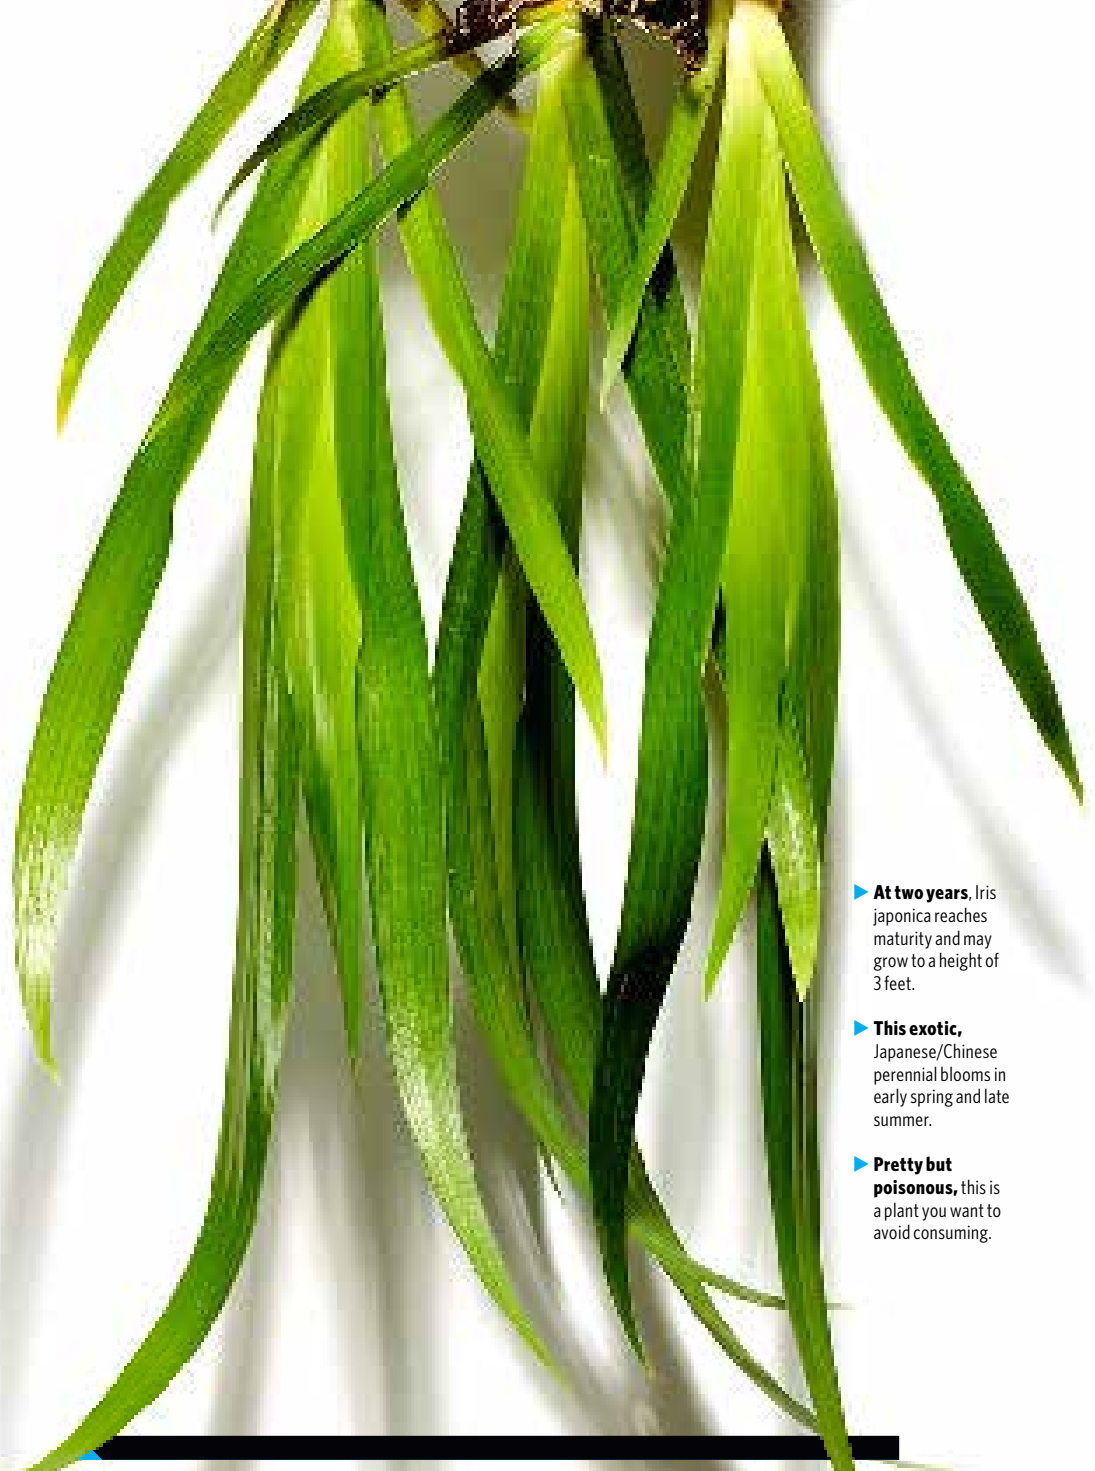 At two years, Iris
japonica reaches
maturity and may
grow to a height of
3 feet.
This exotic,
Japanese/Chinese
perennial blooms in
early spring and late
summer.
Pretty but
poisonous, this is
a plant you want to
avoid consuming.